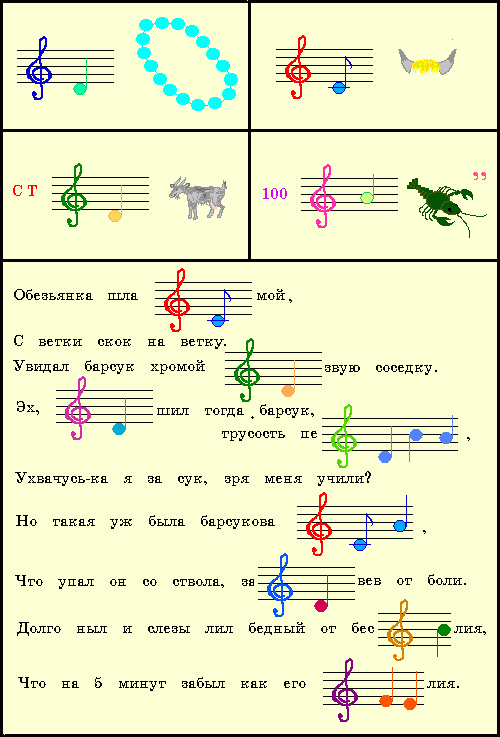 С Т
100 ”
Обезьянка шла мой,
С ветки скок на ветку.
Увидал барсук хромой звую соседку.
Эх, шил тогда барсук,
трусость пе ,
Ухвачусь-ка я за сук, зря меня учили?
Но такая уж была барсукова ,
Что упал он со ствола, за вев от боли.
Долго ныл и слезы лил бедный от бес лия,
Что на 5 минут забыл как его лия.